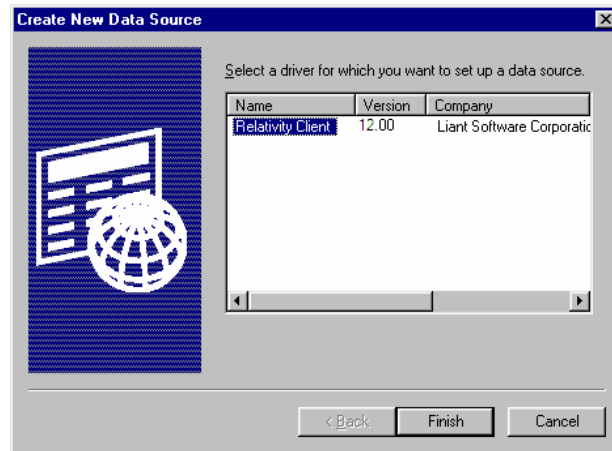 Create New Data Source
Select a driver for which you want to set up a data source.
Name Version Company
Relativity Client 12.00 Liant Software Corporatic
< Back Finish Cancel